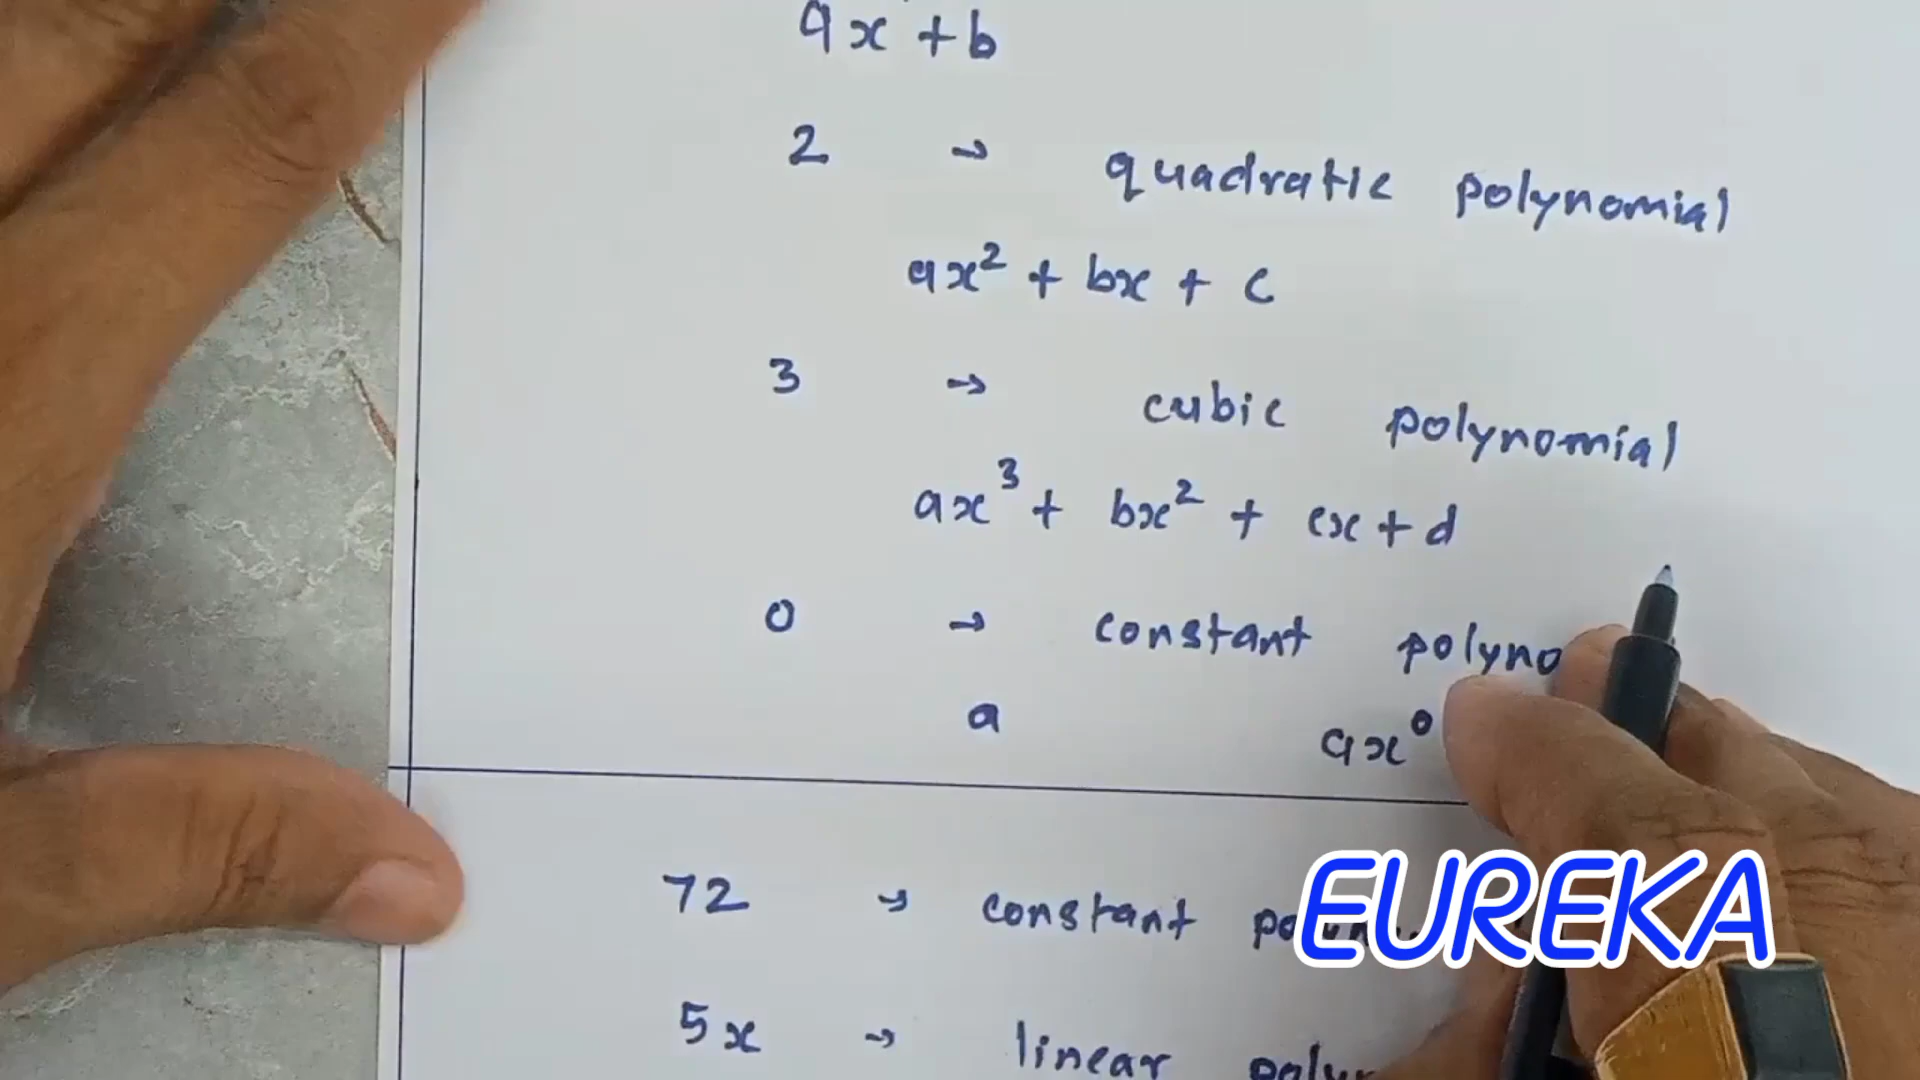 ax + b
2 → quadratic polynomial
ax² + bx + c
3 → cubic polynomial
ax³ + bx² + cx + d
0 → constant
a ax⁰
72 → constant
5x → linear
EUREKA